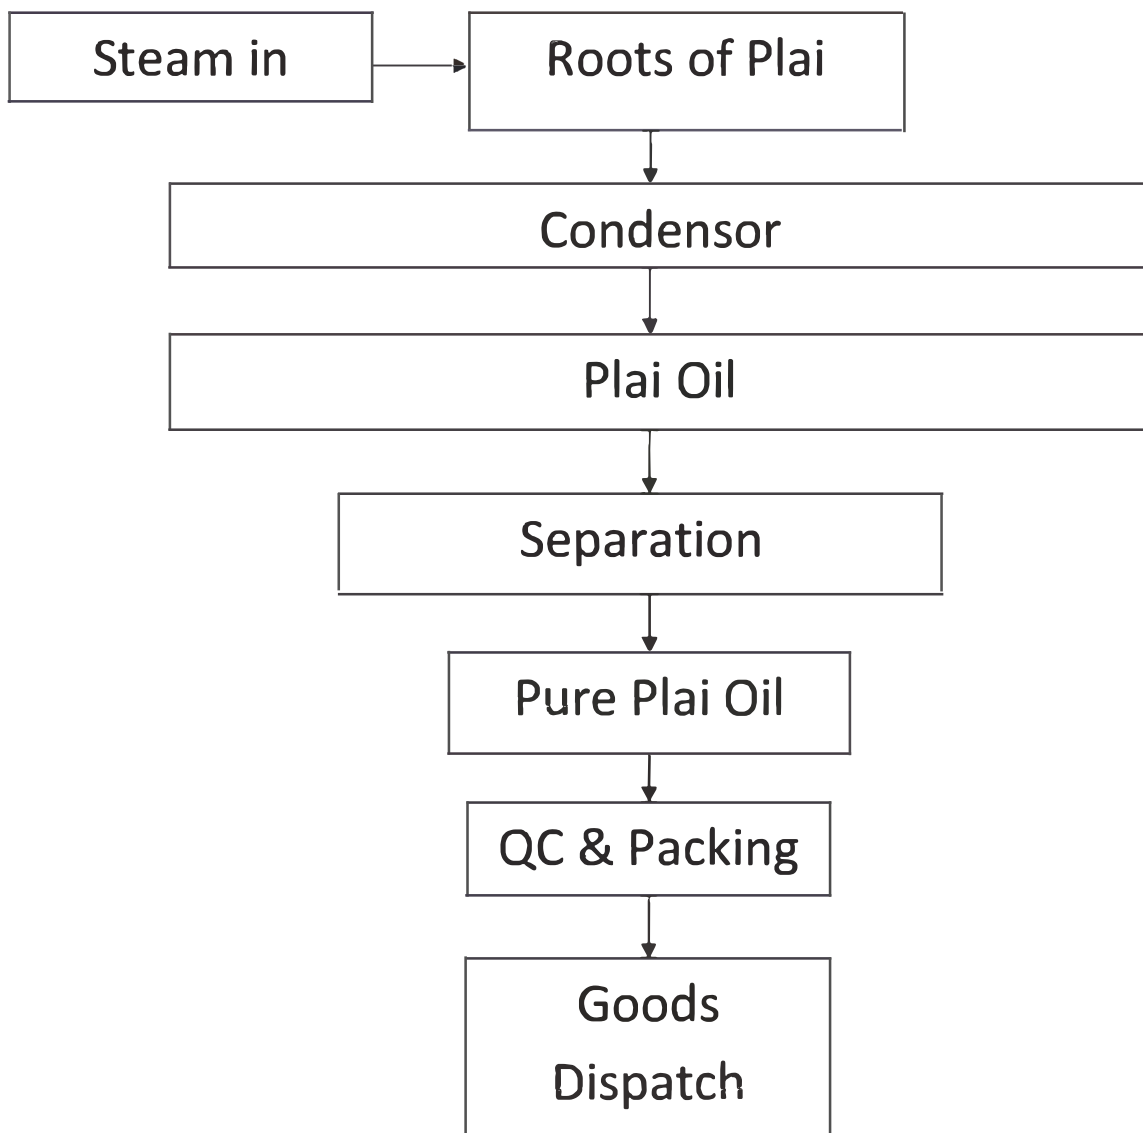 Steam in
Roots of Plai
Condensor
Plai Oil
Separation
Pure Plai Oil
QC & Packing
Goods
Dispatch